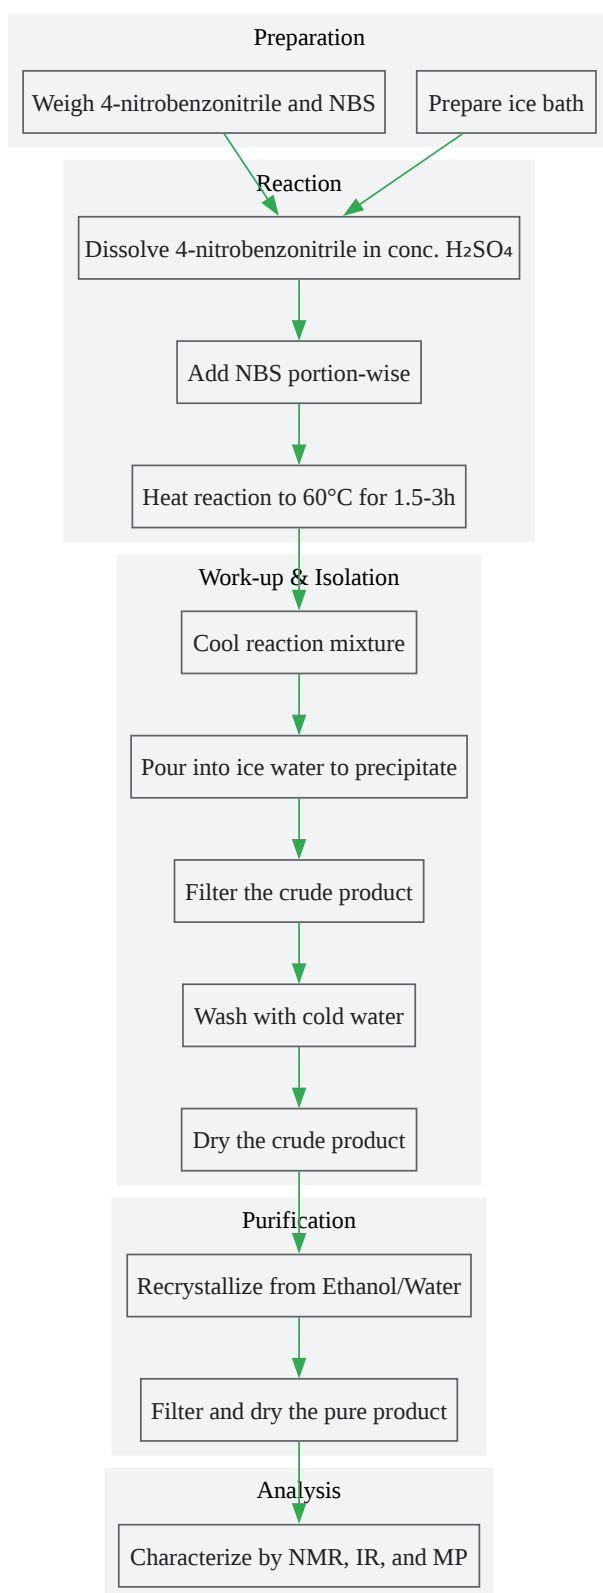 Preparation
Weigh 4-nitrobenzonitrile and NBS
Prepare ice bath
Reaction
Dissolve 4-nitrobenzonitrile in conc. H₂SO₄
Add NBS portion-wise
Heat reaction to 60°C for 1.5-3h
Work-up & Isolation
Cool reaction mixture
Pour into ice water to precipitate
Filter the crude product
Wash with cold water
Dry the crude product
Purification
Recrystallize from Ethanol/Water
Filter and dry the pure product
Analysis
Characterize by NMR, IR, and MP